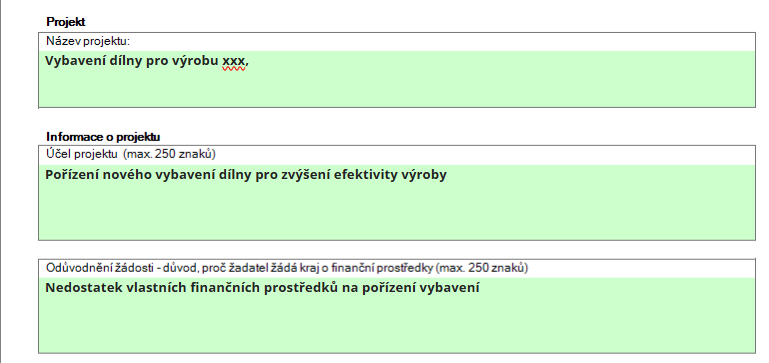 Projekt
Název projektu:
Vybavení dílny pro výrobu xxx,
Informace o projektu
Účel projektu (max. 250 znaků)
Pořízení nového vybavení dílny pro zvýšení efektivity výroby
Odůvodnění žádosti - důvod, proč žadatel žádá kraj o finanční prostředky (max. 250 znaků)
Nedostatek vlastních finančních prostředků na pořízení vybavení